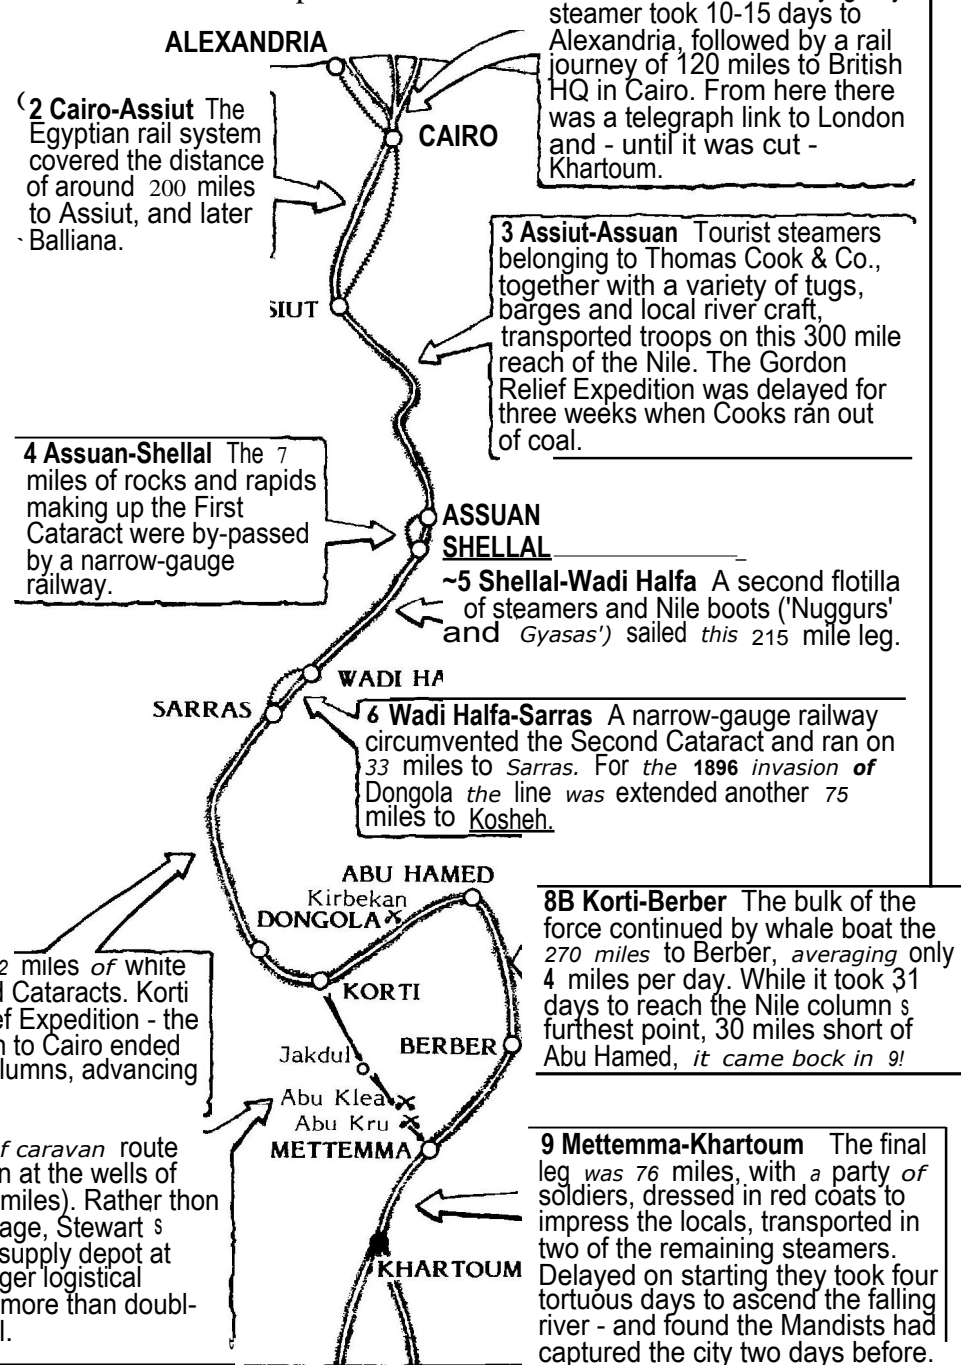 steamer took 10-15 days to
Alexandria, followed by a rail
journey of 120 miles to British
HQ in Cairo. From here there
was a telegraph link to London
and - until it was cut -
Khartoum.
ALEXANDRIA
CAIRO
2 Cairo-Assiut The
Egyptian rail system
covered the distance
of around 200 miles
to Assiut, and later
Balliana.
SIUT
3 Assiut-Assuan Tourist steamers
belonging to Thomas Cook & Co.,
together with a variety of tugs,
barges and local river craft,
transported troops on this 300 mile
reach of the Nile. The Gordon
Relief Expedition was delayed for
three weeks when Cooks ran out
of coal.
4 Assuan-Shellal The 7
miles of rocks and rapids
making up the First
Cataract were by-passed
by a narrow-gauge
railway.
ASSUAN
SHELLAL
~5 Shellal-Wadi Halfa A second flotilla
of steamers and Nile boots ('Nuggurs'
and Gyasas') sailed this 215 mile leg.
WADI HA
SARRAS
6 Wadi Halfa-Sarras A narrow-gauge railway
circumvented the Second Cataract and ran on
33 miles to Sarras. For the 1896 invasion of
Dongola the line was extended another 75
miles to Kosheh.
ABU HAMED
Kirbekan
DONGOLA
KORTI
8B Korti-Berber The bulk of the
force continued by whale boat the
270 miles to Berber, averaging only
4 miles per day. While it took 31
days to reach the Nile column s
furthest point, 30 miles short of
Abu Hamed, it came bock in 9!
2 miles of white
d Cataracts. Korti
ef Expedition - the
n to Cairo ended
lumns, advancing
Jakdul
BERBER
Abu Klea
Abu Kru
METTEMMA
f caravan route
n at the wells of
miles). Rather thon
age, Stewart s
supply depot at
ger logistical
more than doubl-
l.
9 Mettemma-Khartoum The final
leg was 76 miles, with a party of
soldiers, dressed in red coats to
impress the locals, transported in
two of the remaining steamers.
Delayed on starting they took four
tortuous days to ascend the falling
river - and found the Mandists had
captured the city two days before.
KHARTOUM